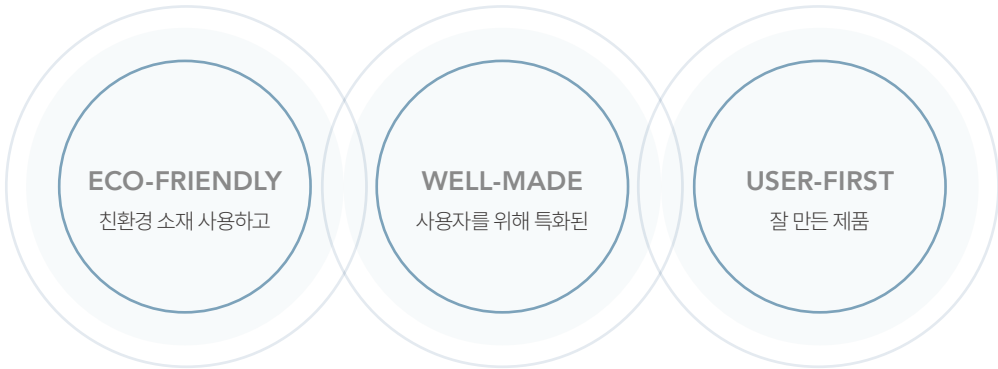 ECO-FRIENDLY
친환경 소재 사용하고
WELL-MADE
사용자를 위해 특화된
USER-FIRST
잘 만든 제품